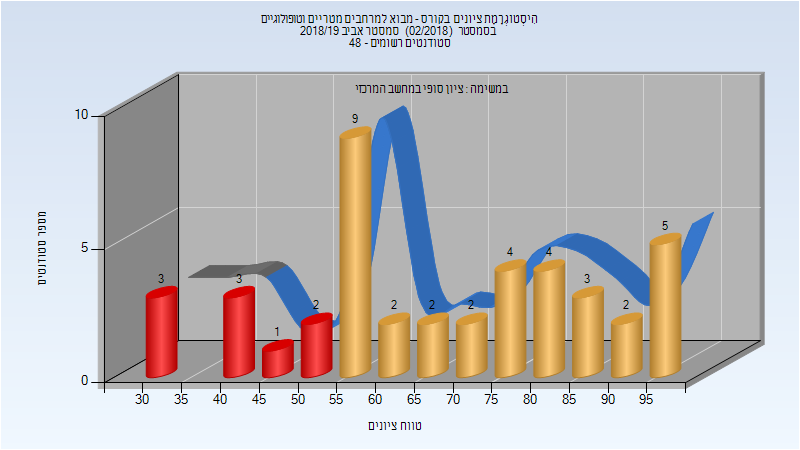 היסטוגרמת ציונים בקורס - מבוא למרחבים מטריים וטופולוגיים
בסמסטר (02/2018) סמסטר אביב 2018/19
סטודנטים רשומים - 48
במשימה : ציון סופי במחשב המרכזי
מספר סטודנטים
10
5
0
3
3
1
2
9
2
2
2
4
4
3
2
5
30 35 40 45 50 55 60 65 70 75 80 85 90 95
טווח ציונים